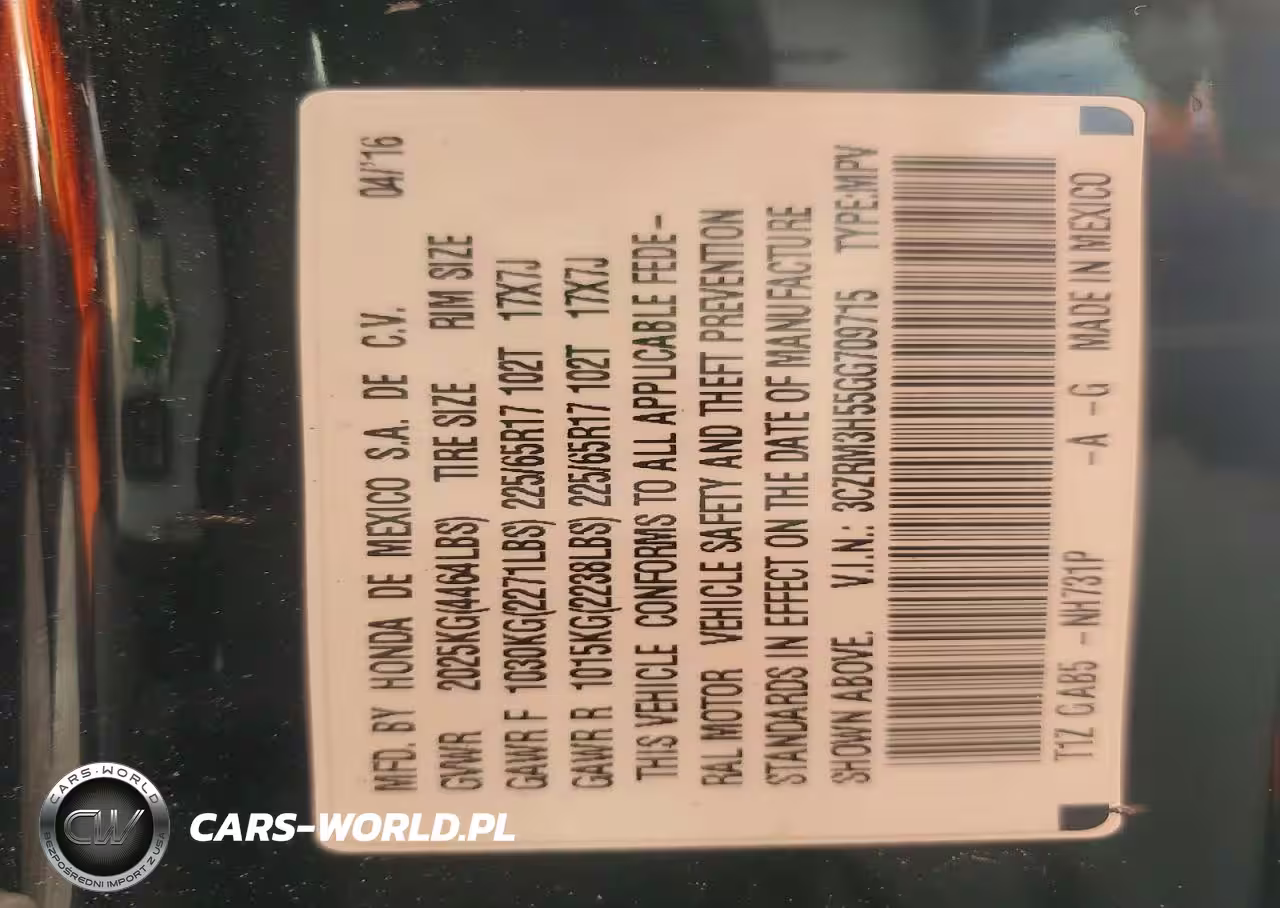 MFD. BY HONDA DE MEXICO S.A. DE C.V. 04/'16
GVWR 2025KG(4464LBS) TIRE SIZE RIM SIZE
GAWR F 1030KG(2271LBS) 225/65R17 102T 17X7J
GAWR R 1015KG(2238LBS) 225/65R17 102T 17X7J
THIS VEHICLE CONFORMS TO ALL APPLICABLE FEDE-
RAL MOTOR VEHICLE SAFETY AND THEFT PREVENTION
STANDARDS IN EFFECT ON THE DATE OF MANUFACTURE
SHOWN ABOVE. V.I.N.: 3CZRM3H55GG709715 TYPE:MPV
T1Z GAB5 -NH731P -A -G MADE IN MEXICO
CARS-WORLD
CW
BEZPOŚREDNI IMPORT Z USA
CARS-WORLD.PL